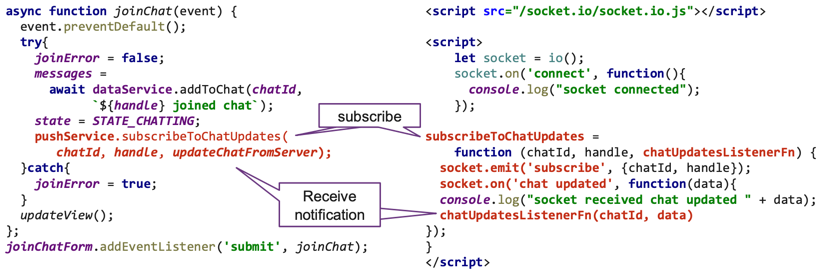 async function joinChat(event) {
  event.preventDefault();
  try{
    joinError = false;
    messages =
      await dataService.addToChat(chatId,
            `${handle} joined chat`);
    state = STATE_CHATTING;
    pushService.subscribeToChatUpdates(
       chatId, handle, updateChatFromServer);
  }catch{
    joinError = true;
  }
  updateView();
};
joinChatForm.addEventListener('submit', joinChat);
subscribe
Receive
notification
<script src="/socket.io/socket.io.js"></script>
<script>
    let socket = io();
    socket.on('connect', function(){
      console.log("socket connected");
    });
subscribeToChatUpdates =
    function (chatId, handle, chatUpdatesListenerFn) {
  socket.emit('subscribe', {chatId, handle});
  socket.on('chat updated', function(data){
  console.log("socket received chat updated " + data);
  chatUpdatesListenerFn(chatId, data)
});
}
</script>